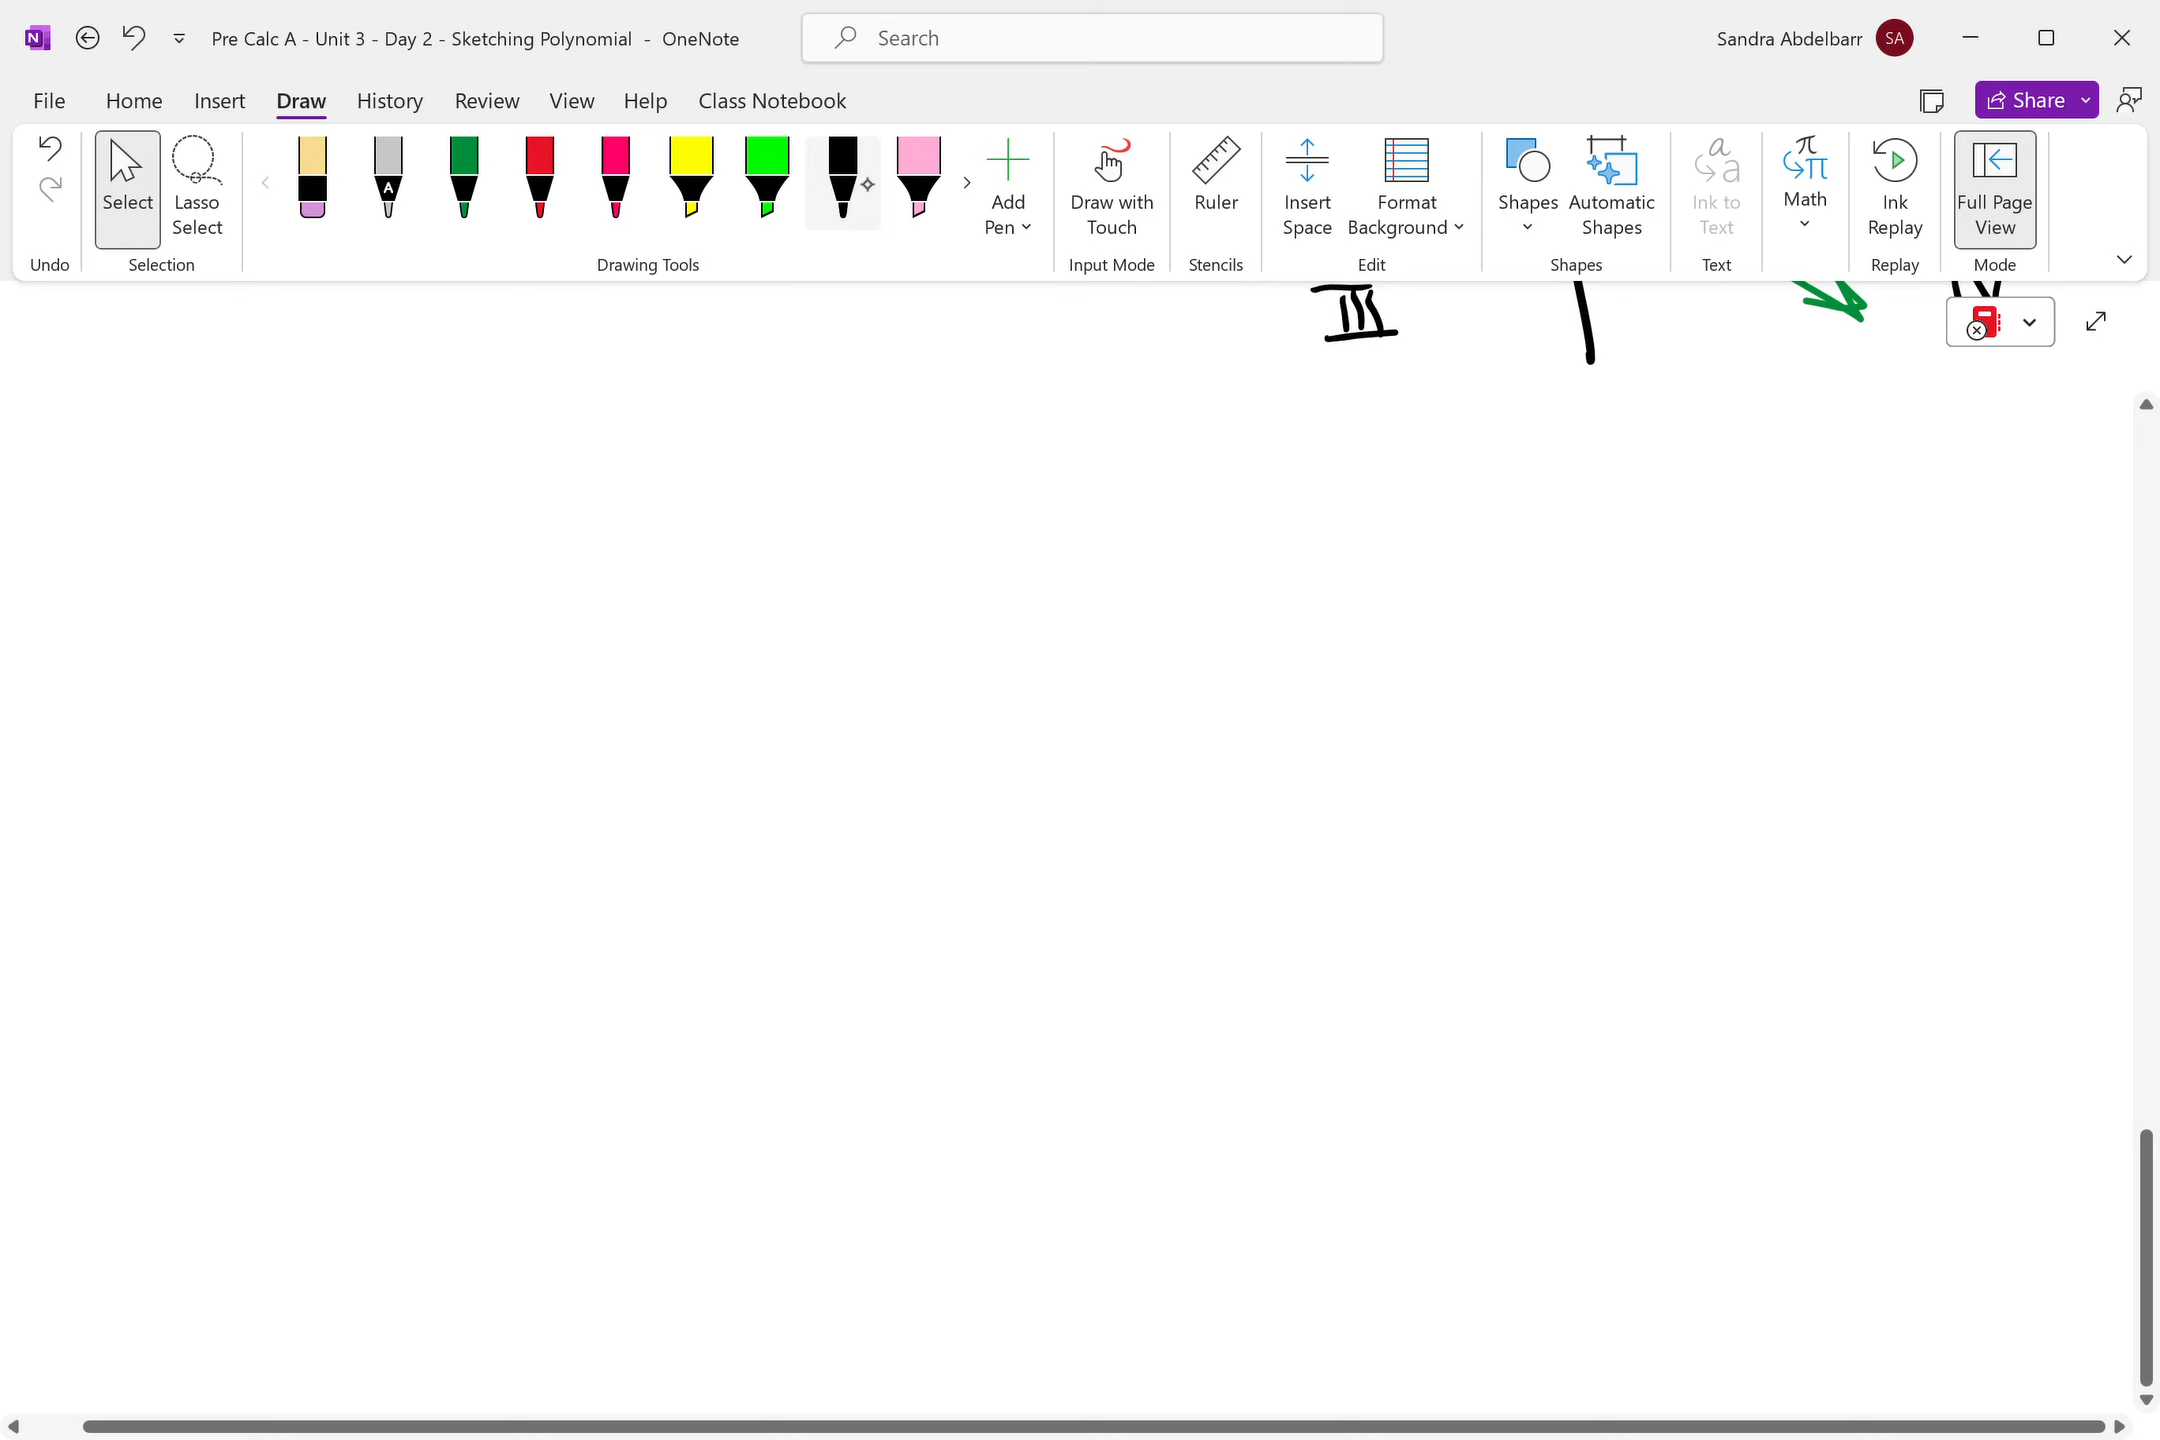 Pre Calc A - Unit 3 - Day 2 - Sketching Polynomial - OneNote
Search
Sandra Abdelbarr
SA
File
Home
Insert
Draw
History
Review
View
Help
Class Notebook
Share
Select
Lasso
Select
A
Add
Pen
Draw with
Touch
Ruler
Insert
Space
Format
Background
Shapes
Automatic
Shapes
Ink to
Text
Math
Ink
Replay
Full Page
View
Undo
Selection
Drawing Tools
Input Mode
Stencils
Edit
Shapes
Text
Replay
Mode
III